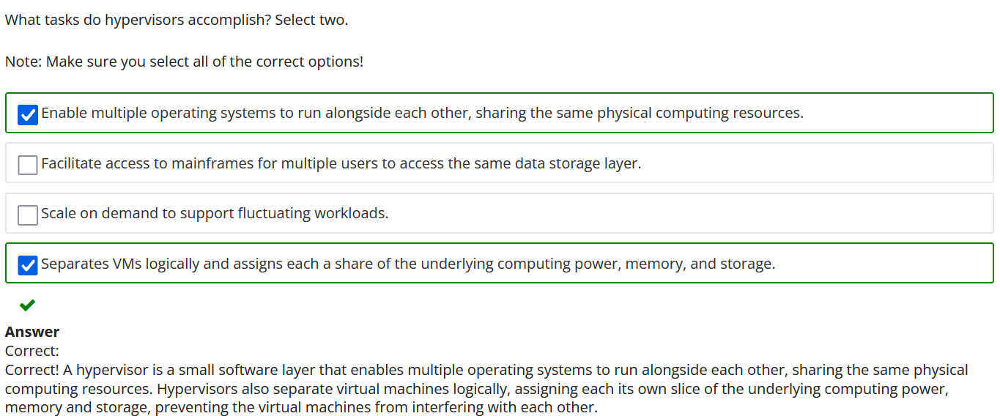 What tasks do hypervisors accomplish? Select two.
Note: Make sure you select all of the correct options!
Enable multiple operating systems to run alongside each other, sharing the same physical computing resources.
Facilitate access to mainframes for multiple users to access the same data storage layer.
Scale on demand to support fluctuating workloads.
Separates VMs logically and assigns each a share of the underlying computing power, memory, and storage.
Answer
Correct:
Correct! A hypervisor is a small software layer that enables multiple operating systems to run alongside each other, sharing the same physical
computing resources. Hypervisors also separate virtual machines logically, assigning each its own slice of the underlying computing power,
memory and storage, preventing the virtual machines from interfering with each other.